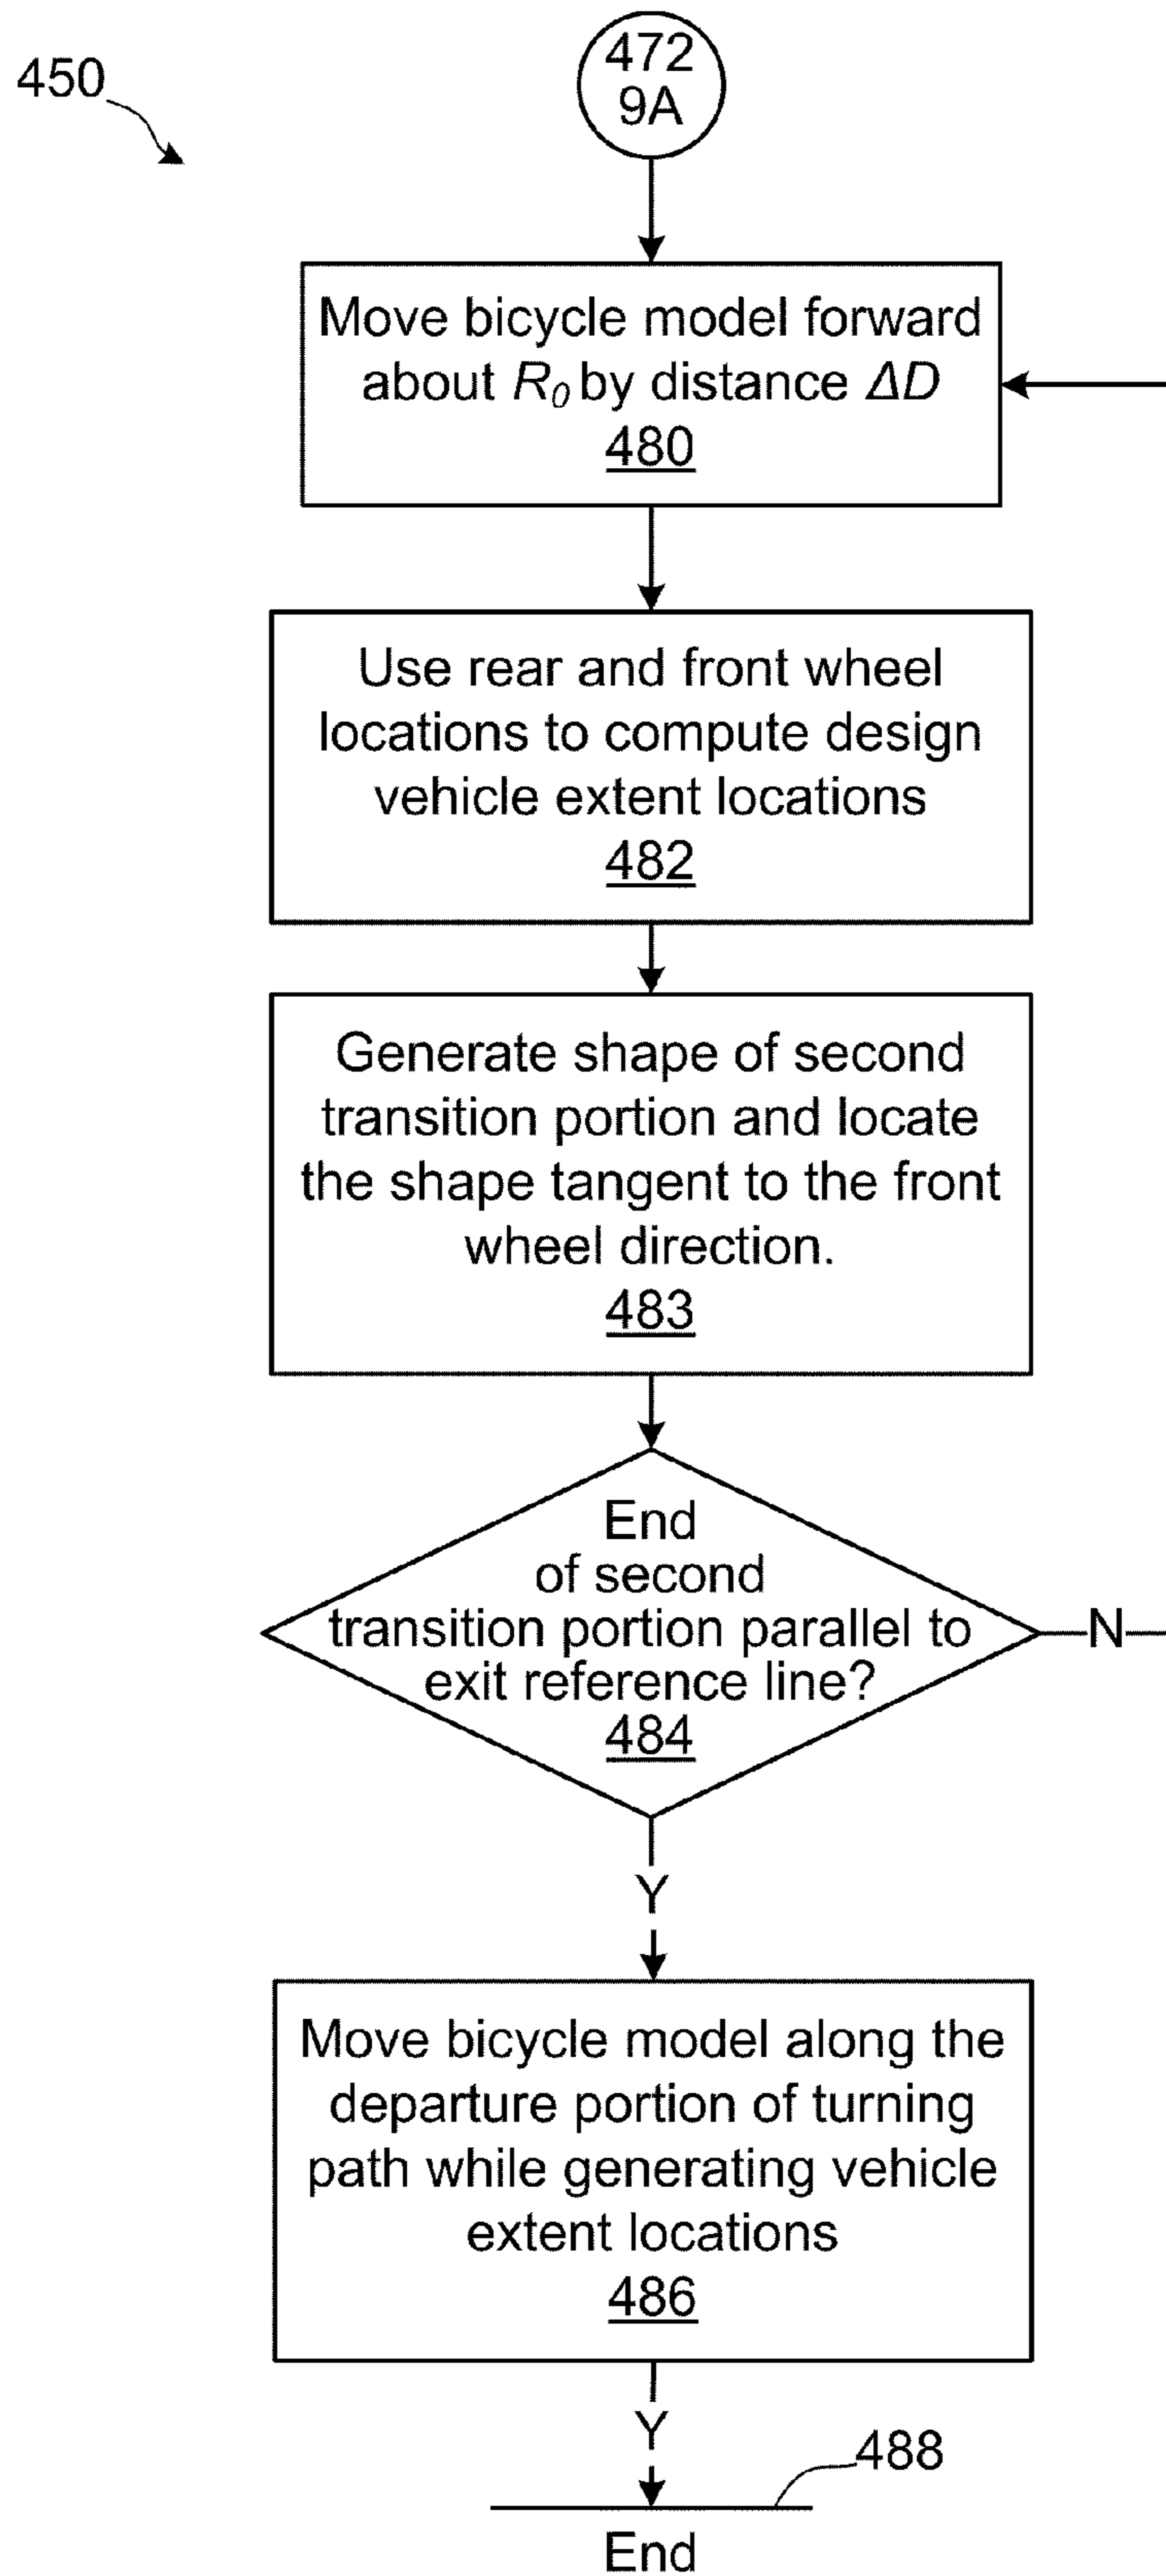 450
472
9A
Move bicycle model forward
about R₀ by distance ΔD
480
Use rear and front wheel
locations to compute design
vehicle extent locations
482
Generate shape of second
transition portion and locate
the shape tangent to the front
wheel direction.
483
End
of second
transition portion parallel to
exit reference line?
484
N
Y
Move bicycle model along the
departure portion of turning
path while generating vehicle
extent locations
486
Y
488
End